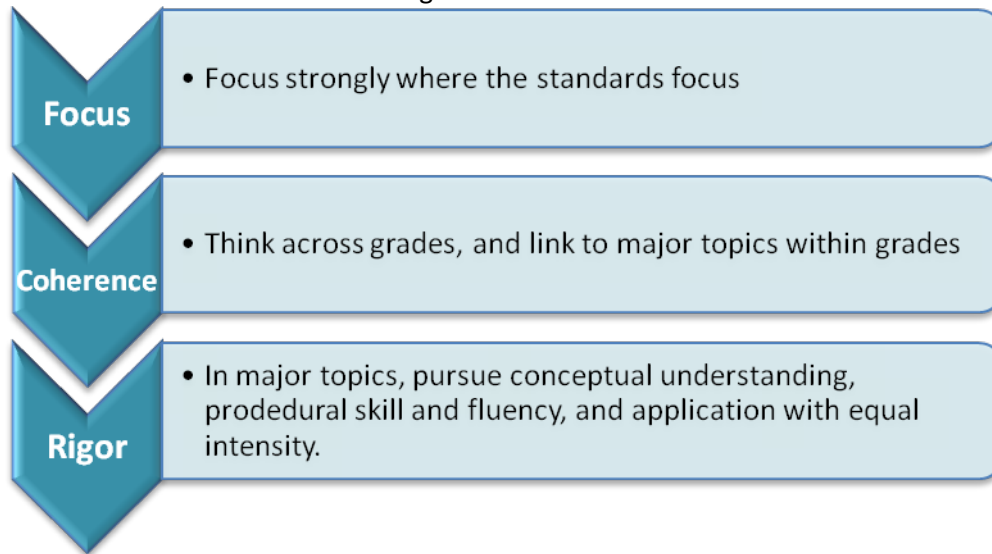 Focus
• Focus strongly where the standards focus
Coherence
• Think across grades, and link to major topics within grades
Rigor
• In major topics, pursue conceptual understanding,
prodedural skill and fluency, and application with equal
intensity.